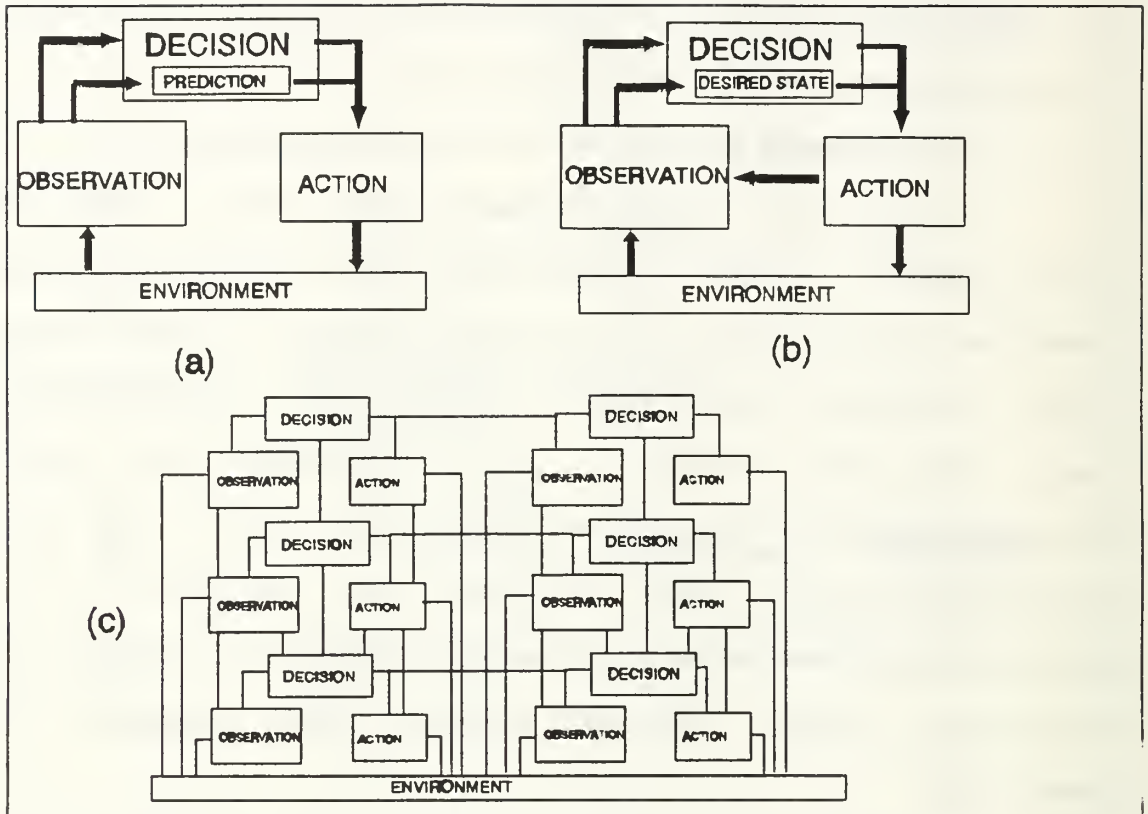 DECISION
PREDICTION
OBSERVATION
ACTION
ENVIRONMENT
(a)
DECISION
DESIRED STATE
OBSERVATION
ACTION
ENVIRONMENT
(b)
DECISION
DECISION
OBSERVATION
ACTION
OBSERVATION
ACTION
DECISION
DECISION
OBSERVATION
ACTION
OBSERVATION
ACTION
(c)
DECISION
DECISION
OBSERVATION
ACTION
OBSERVATION
ACTION
ENVIRONMENT